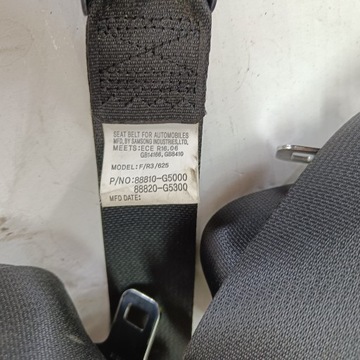 SEAT BELT FOR AUTOMOBILES
MFD. BY SAMSONG INDUSTRIES, LTD.
MEETS: ECE R16.06
GB14166, GB8410
MODEL: F/R3/625
P/NO: 88810-G5000
88820-G5300
MFD DATE: